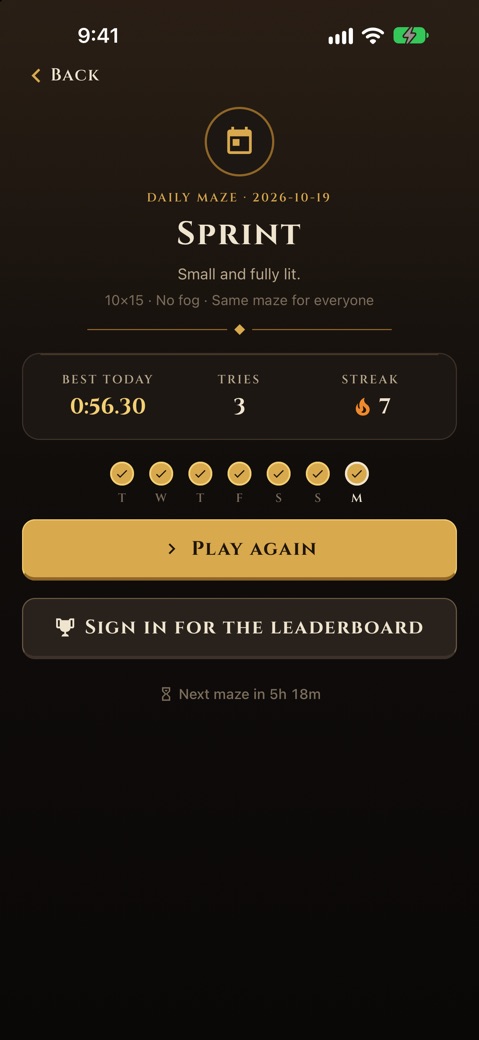 9:41
Back
DAILY MAZE · 2026-10-19
Sprint
Small and fully lit.
10×15 · No fog · Same maze for everyone
BEST TODAY TRIES STREAK
0:56.30 3 7
T W T F S S M
Play again
Sign in for the leaderboard
Next maze in 5h 18m